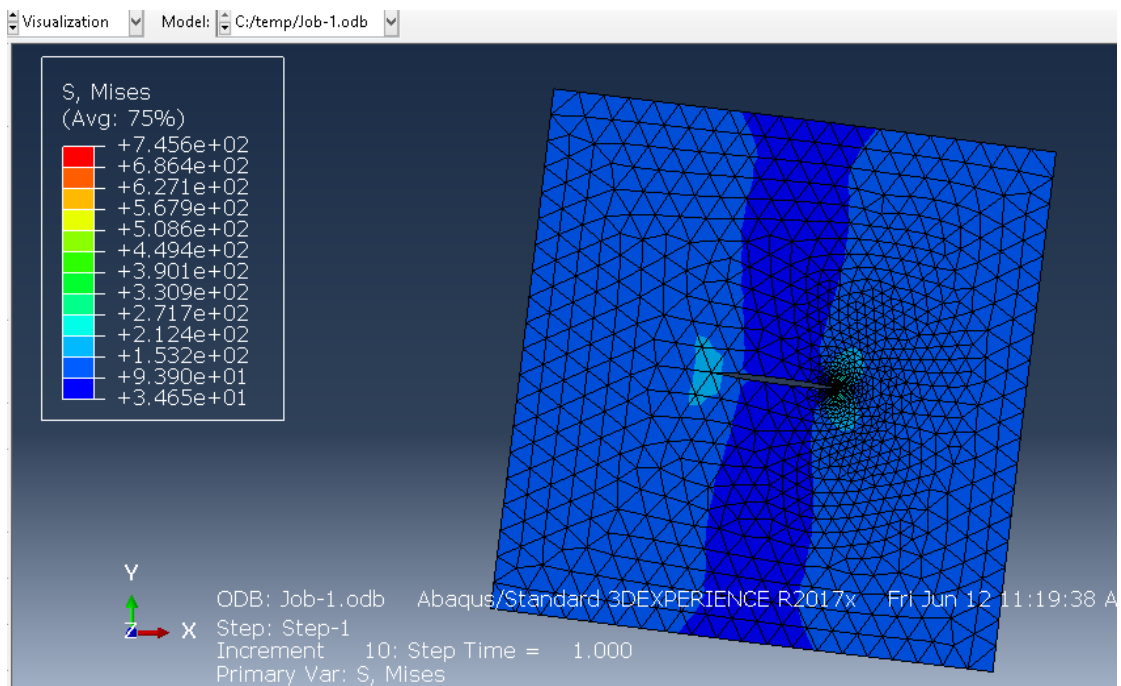 Visualization Model: C:/temp/Job-1.odb
S, Mises
(Avg: 75%)
+7.456e+02
+6.864e+02
+6.271e+02
+5.679e+02
+5.086e+02
+4.494e+02
+3.901e+02
+3.309e+02
+2.717e+02
+2.124e+02
+1.532e+02
+9.390e+01
+3.465e+01
Y
Z X
ODB: Job-1.odb Abaqus/Standard 3DEXPERIENCE R2017x Fri Jun 12 11:19:38 A
Step: Step-1
Increment 10: Step Time = 1.000
Primary Var: S, Mises